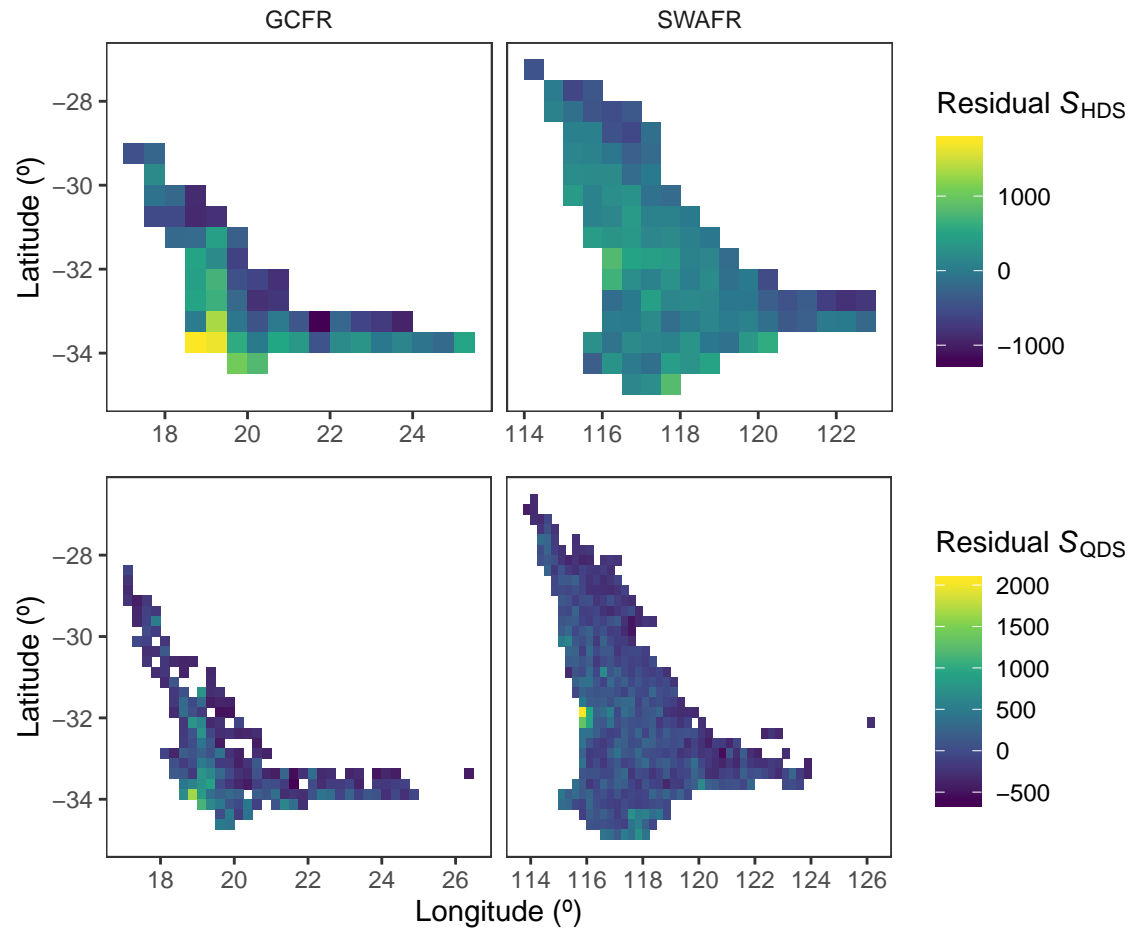 GCFR
SWAFR
Latitude (º)
−28
−30
−32
−34
18 20 22 24
114 116 118 120 122
Residual S_HDS
1000
0
−1000
Latitude (º)
−28
−30
−32
−34
18 20 22 24 26
114 116 118 120 122 124 126
Longitude (º)
Residual S_QDS
2000
1500
1000
500
0
−500